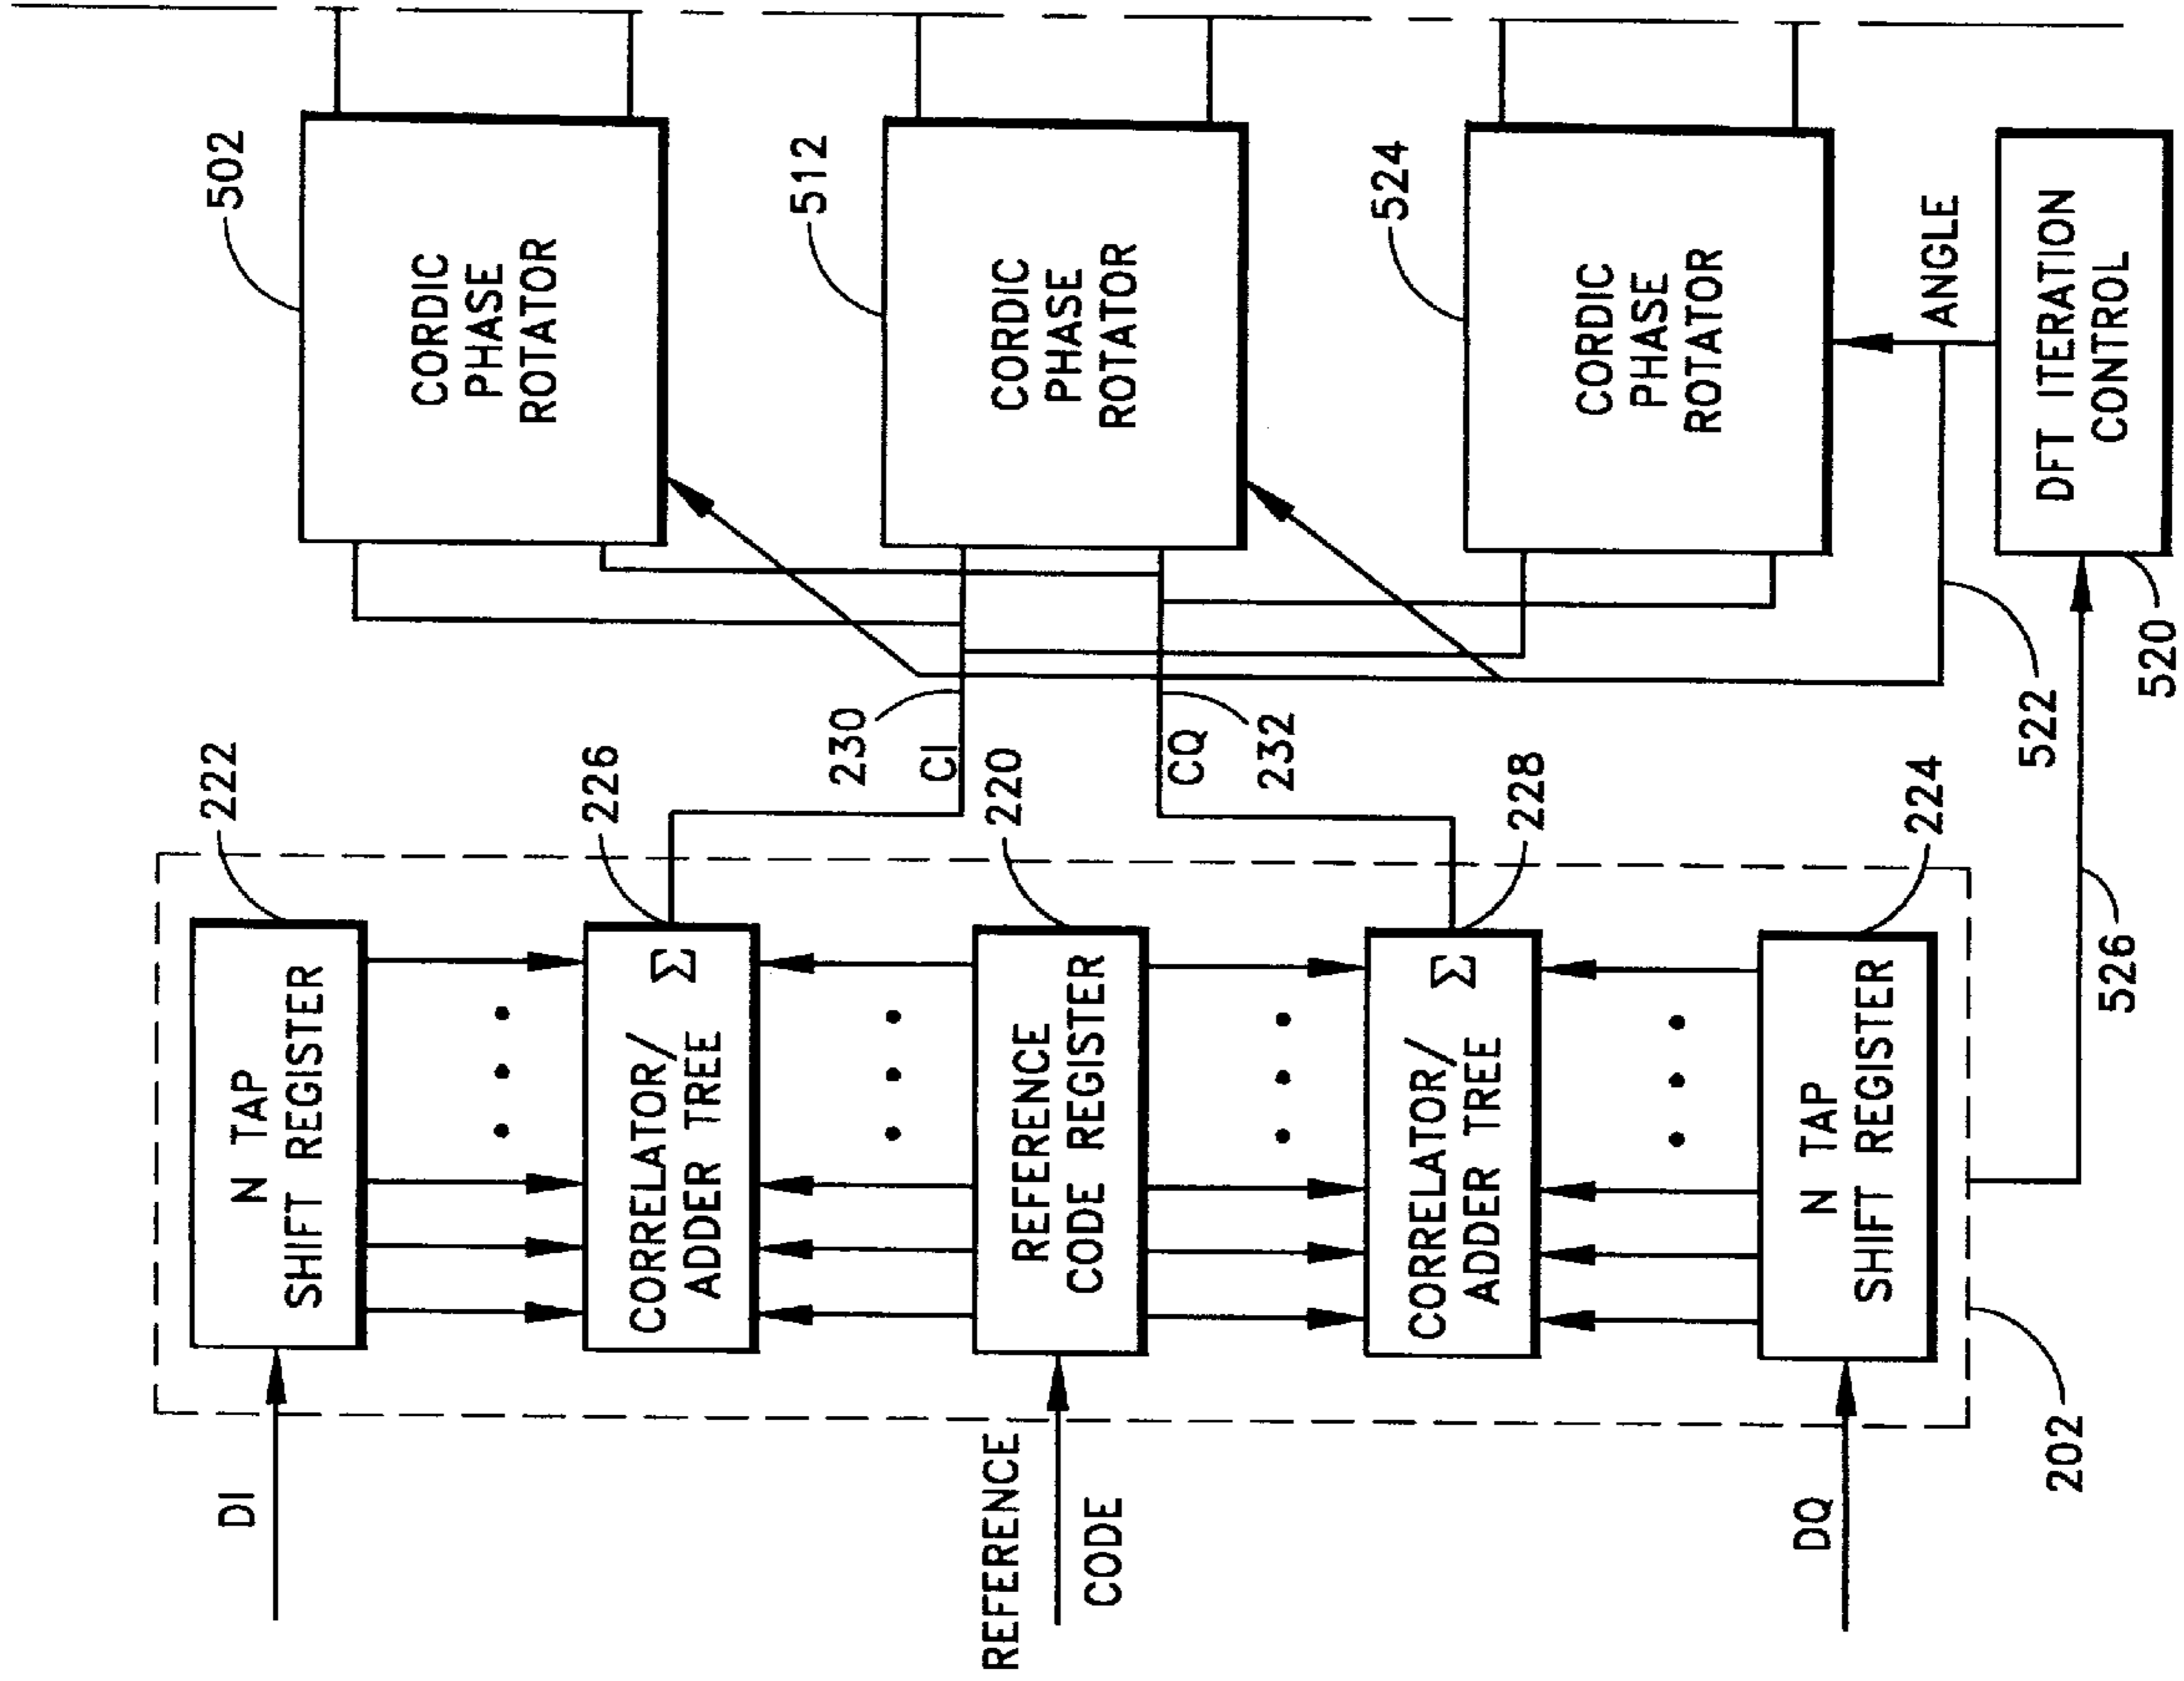 DI
N TAP
SHIFT REGISTER
222
CORDIC
PHASE
ROTATOR
502
CORRELATOR/
ADDER TREE
Σ
226
230
CI
REFERENCE
CODE
REFERENCE
CODE REGISTER
220
CORDIC
PHASE
ROTATOR
512
CQ
232
CORRELATOR/
ADDER TREE
Σ
228
CORDIC
PHASE
ROTATOR
524
DQ
N TAP
SHIFT REGISTER
224
ANGLE
522
202
526
DFT ITERATION
CONTROL
520